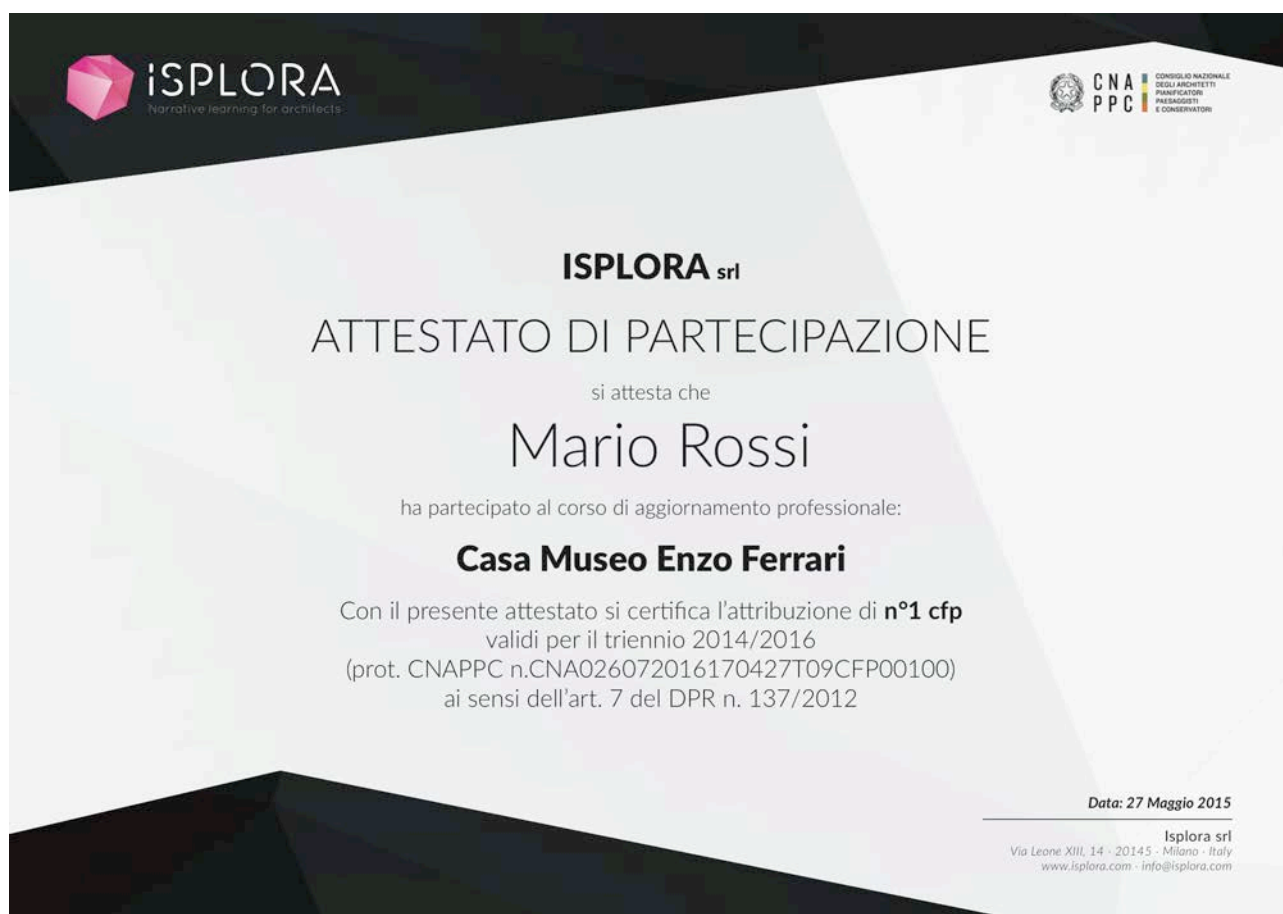 iSPLORA
Narrative learning for architects
CNA
PPC
CONSIGLIO NAZIONALE
DEGLI ARCHITETTI
PIANIFICATORI
PAESAGGISTI
E CONSERVATORI
ISPLORA srl
ATTESTATO DI PARTECIPAZIONE
si attesta che
Mario Rossi
ha partecipato al corso di aggiornamento professionale:
Casa Museo Enzo Ferrari
Con il presente attestato si certifica l'attribuzione di n°1 cfp
validi per il triennio 2014/2016
(prot. CNAPPC n.CNA026072016170427T09CFP00100)
ai sensi dell'art. 7 del DPR n. 137/2012
Data: 27 Maggio 2015
Isplora srl
Via Leone XIII, 14 - 20145 - Milano - Italy
www.isplora.com - info@isplora.com